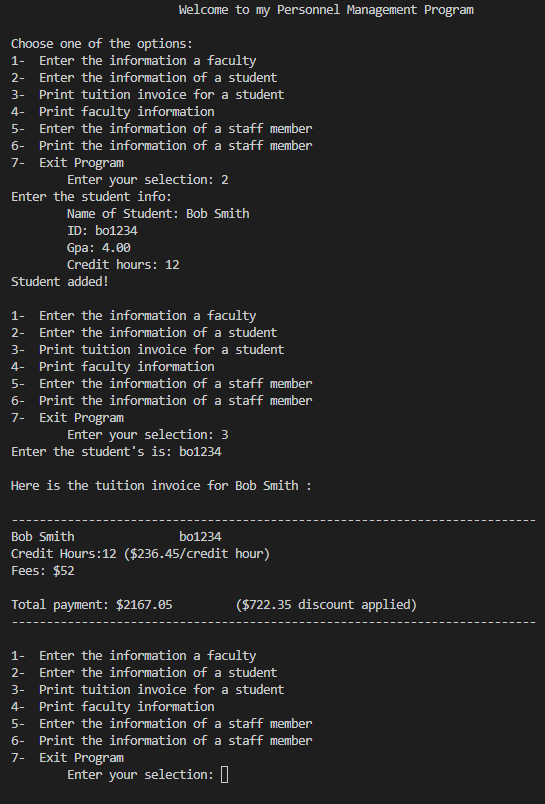 Welcome to my Personnel Management Program
Choose one of the options:
1-  Enter the information a faculty
2-  Enter the information of a student
3-  Print tuition invoice for a student
4-  Print faculty information
5-  Enter the information of a staff member
6-  Print the information of a staff member
7-  Exit Program
Enter your selection: 2
Enter the student info:
Name of Student: Bob Smith
ID: bo1234
Gpa: 4.00
Credit hours: 12
Student added!
1-  Enter the information a faculty
2-  Enter the information of a student
3-  Print tuition invoice for a student
4-  Print faculty information
5-  Enter the information of a staff member
6-  Print the information of a staff member
7-  Exit Program
Enter your selection: 3
Enter the student's is: bo1234
Here is the tuition invoice for Bob Smith :
---------------------------------------------------------------------------
Bob Smith               bo1234
Credit Hours:12 ($236.45/credit hour)
Fees: $52
Total payment: $2167.05         ($722.35 discount applied)
---------------------------------------------------------------------------
1-  Enter the information a faculty
2-  Enter the information of a student
3-  Print tuition invoice for a student
4-  Print faculty information
5-  Enter the information of a staff member
6-  Print the information of a staff member
7-  Exit Program
Enter your selection: